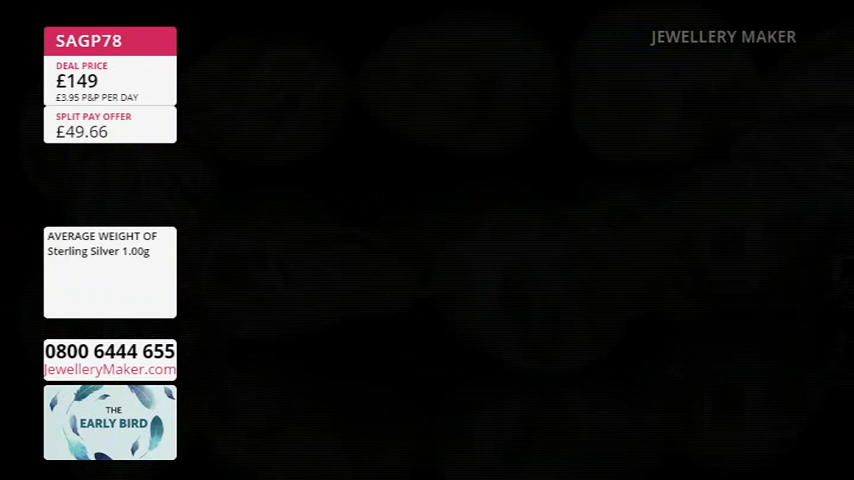 SAGP78
DEAL PRICE
£149
£3.95 P&P PER DAY
SPLIT PAY OFFER
£49.66
JEWELLERY MAKER
AVERAGE WEIGHT OF
Sterling Silver 1.00g
0800 6444 655
JewelleryMaker.com
THE
EARLY BIRD